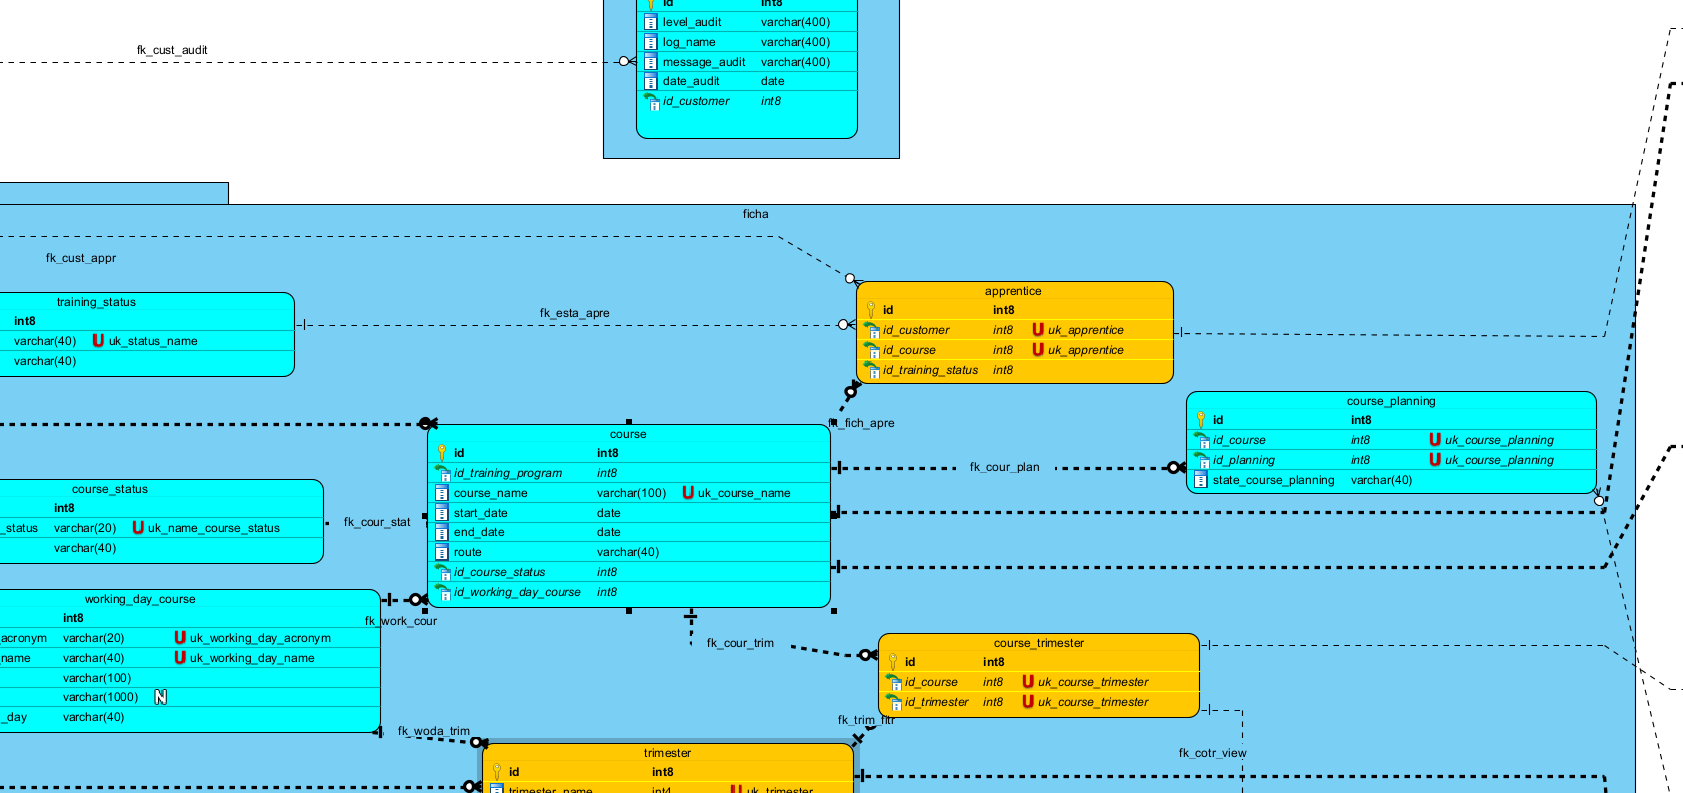 id int8
level_audit varchar(400)
fk_cust_audit
log_name varchar(400)
message_audit varchar(400)
date_audit date
id_customer int8
ficha
fk_cust_appr
training_status
int8
varchar(40) U uk_status_name
varchar(40)
fk_esta_apre
apprentice
id int8
id_customer int8 U uk_apprentice
id_course int8 U uk_apprentice
id_training_status int8
fk_fich_apre
course_planning
id int8
id_course int8 U uk_course_planning
id_planning int8 U uk_course_planning
state_course_planning varchar(40)
course
id int8
id_training_program int8
course_name varchar(100) U uk_course_name
start_date date
end_date date
route varchar(40)
id_course_status int8
id_working_day_course int8
fk_cour_plan
course_status
int8
_status varchar(20) U uk_name_course_status
varchar(40)
fk_cour_stat
working_day_course
int8
acronym varchar(20) U uk_working_day_acronym
name varchar(40) U uk_working_day_name
varchar(100)
varchar(1000) N
_day varchar(40)
fk_work_cour
fk_cour_trim
course_trimester
id int8
id_course int8 U uk_course_trimester
id_trimester int8 U uk_course_trimester
fk_trim_fitr
fk_woda_trim
fk_cotr_view
trimester
id int8
trimester_name int4 U uk_trimester